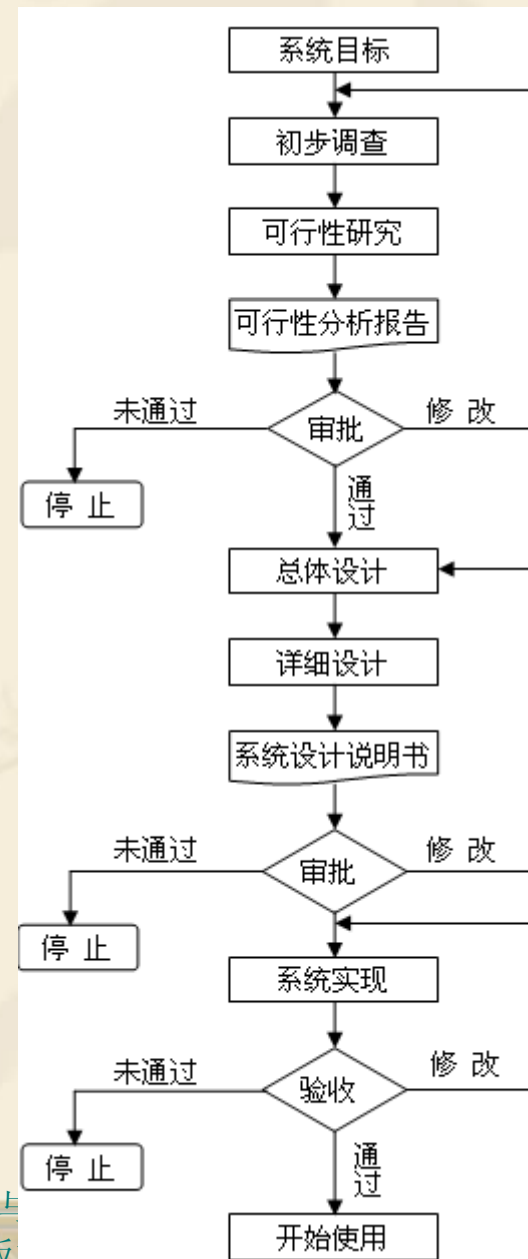 系统目标
初步调查
可行性研究
可行性分析报告
未通过
审批
修 改
停 止
通过
总体设计
详细设计
系统设计说明书
未通过
审批
修 改
停 止
系统实现
未通过
验收
修 改
停 止
通过
开始使用